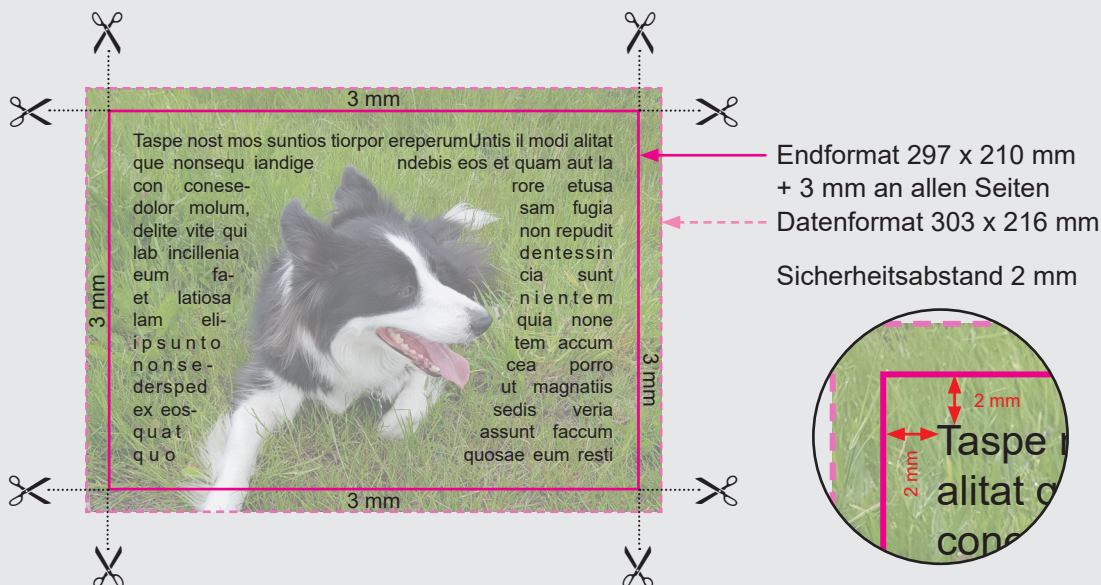 3 mm
Taspe nost mos suntios tiorpor ereperumUntis il modi alitat
que nonsequ iandige ndebis eos et quam aut la
con conese- rore etusa
dolor molum, sam fugia
delite vite qui non repudit
lab incillenia dentessin
eum fa- cia sunt
et latiosa nientem
lam eli- quia none
ipsunto tem accum
nonse- cea porro
dersped ut magnatiis
ex eos- sedis veria
quat assunt faccum
quo quosae eum resti
3 mm
3 mm
3 mm
Endformat 297 x 210 mm
+ 3 mm an allen Seiten
Datenformat 303 x 216 mm
Sicherheitsabstand 2 mm
2 mm
2 mm
Taspe
alitat